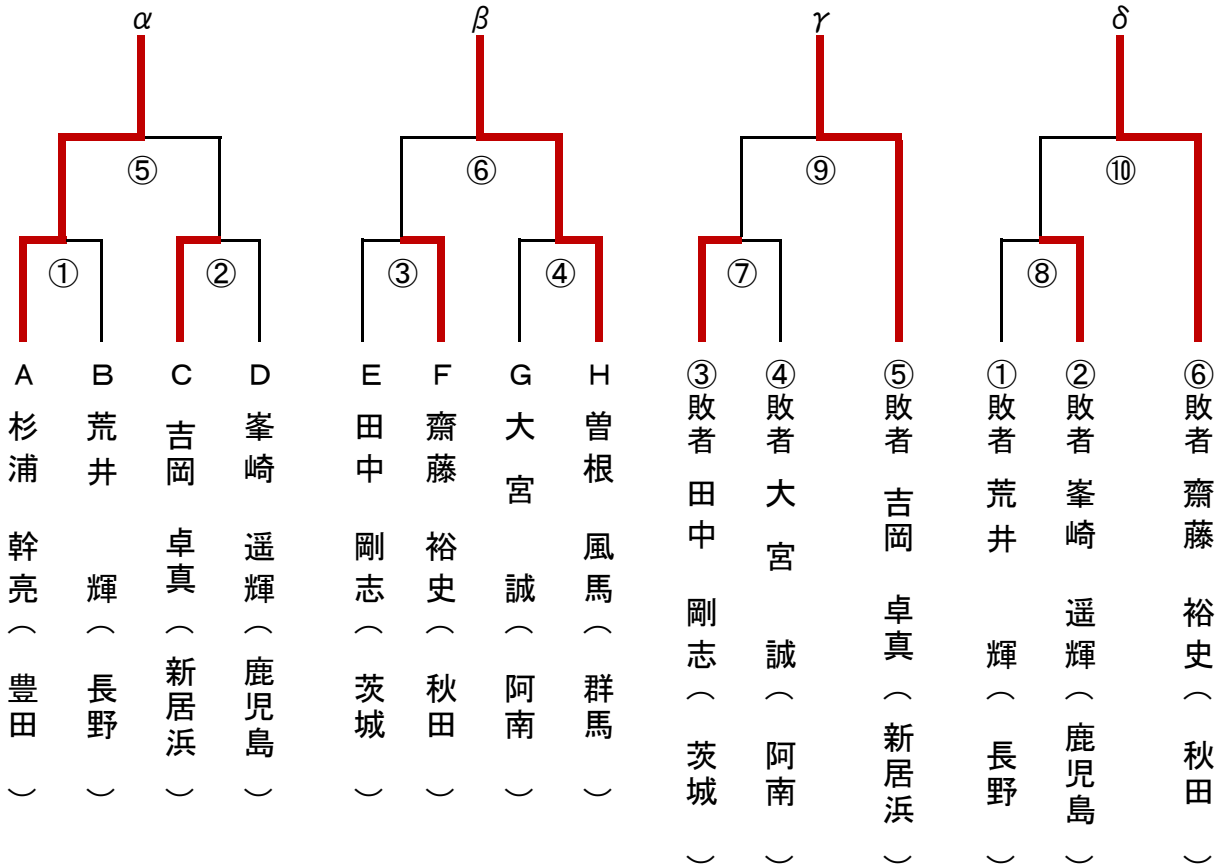 α
β
γ
δ
⑤
⑥
⑨
⑩
①
②
③
④
⑦
⑧
A 杉浦 幹亮（豊田）
B 荒井 輝（長野）
C 吉岡 卓真（新居浜）
D 峯崎 遥輝（鹿児島）
E 田中 剛志（茨城）
F 齋藤 裕史（秋田）
G 大宮 誠（阿南）
H 曽根 風馬（群馬）
③敗者 田中 剛志（茨城）
④敗者 大宮 誠（阿南）
⑤敗者 吉岡 卓真（新居浜）
①敗者 荒井 輝（長野）
②敗者 峯崎 遥輝（鹿児島）
⑥敗者 齋藤 裕史（秋田）